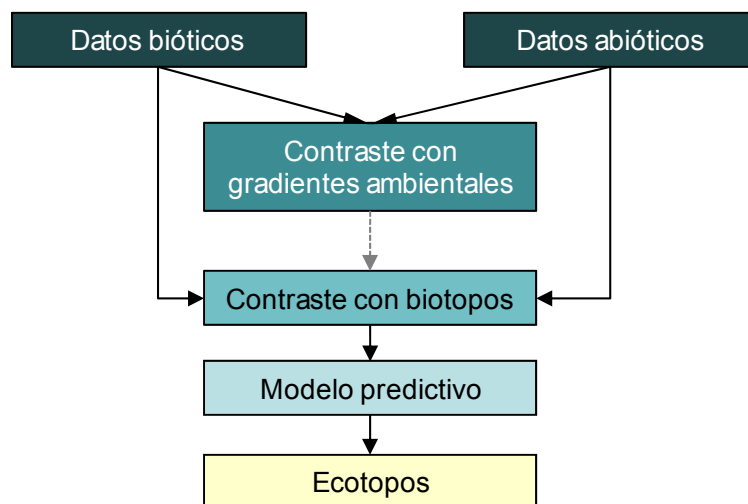 Datos bióticos
Datos abióticos
Contraste con
gradientes ambientales
Contraste con biotopos
Modelo predictivo
Ecotopos